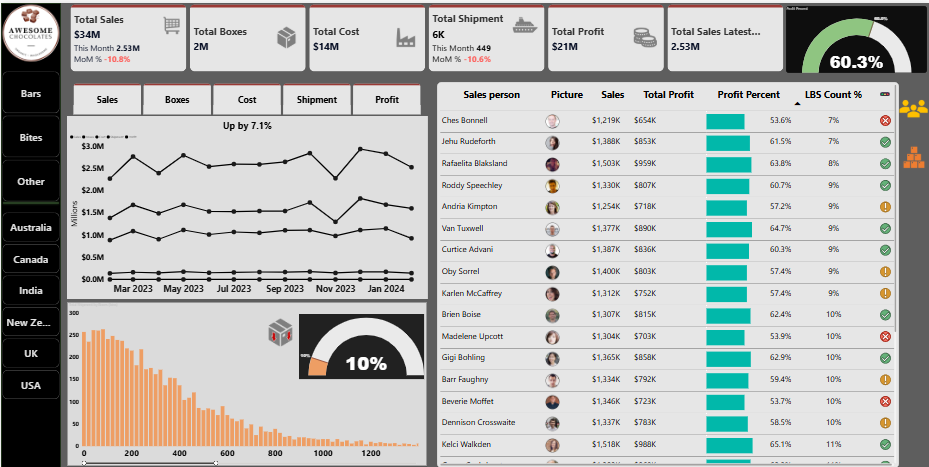 AWESOME
CHOCOLATES
Bars
Bites
Other
Australia
Canada
India
New Ze...
UK
USA
Total Sales
$34M
This Month 2.53M
MoM % -10.8%
Total Boxes
2M
Total Cost
$14M
Total Shipment
6K
This Month 449
MoM % -10.6%
Total Profit
$21M
Total Sales Latest...
2.53M
Profit Percent
60.3%
Sales Boxes Cost Shipment Profit
Up by 7.1%
Millions
$3.0M
$2.5M
$2.0M
$1.5M
$1.0M
$0.5M
$0.0M
Mar 2023 May 2023 Jul 2023 Sep 2023 Nov 2023 Jan 2024
300
250
200
150
100
50
0
0 200 400 600 800 1000 1200
10%
Sales person Picture Sales Total Profit Profit Percent LBS Count %
Ches Bonnell $1,219K $654K 53.6% 7%
Jehu Rudeforth $1,388K $853K 61.5% 7%
Rafaelita Blaksland $1,503K $959K 63.8% 8%
Roddy Speechley $1,330K $807K 60.7% 9%
Andria Kimpton $1,254K $718K 57.2% 9%
Van Tuxwell $1,377K $890K 64.7% 9%
Curtice Advani $1,387K $836K 60.3% 9%
Oby Sorrel $1,400K $803K 57.4% 9%
Karlen McCaffrey $1,312K $752K 57.4% 9%
Brien Boise $1,307K $815K 62.4% 10%
Madelene Upcott $1,304K $703K 53.9% 10%
Gigi Bohling $1,365K $858K 62.9% 10%
Barr Faughny $1,334K $792K 59.4% 10%
Beverie Moffet $1,346K $723K 53.7% 10%
Dennison Crosswaite $1,337K $783K 58.5% 10%
Kelci Walkden $1,518K $988K 65.1% 11%